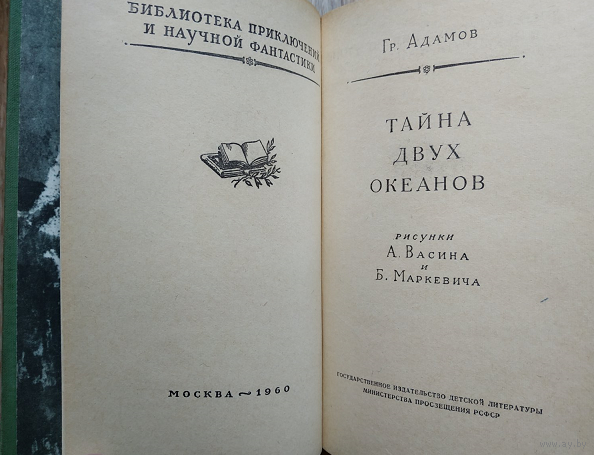 БИБЛИОТЕКА ПРИКЛЮЧЕНИЙ
И НАУЧНОЙ ФАНТАСТИКИ
МОСКВА ~ 1960
ГР. АДАМОВ
ТАЙНА
ДВУХ
ОКЕАНОВ
РИСУНКИ
А. ВАСИНА
И
Б. МАРКЕВИЧА
ГОСУДАРСТВЕННОЕ ИЗДАТЕЛЬСТВО ДЕТСКОЙ ЛИТЕРАТУРЫ
МИНИСТЕРСТВА ПРОСВЕЩЕНИЯ РСФСР